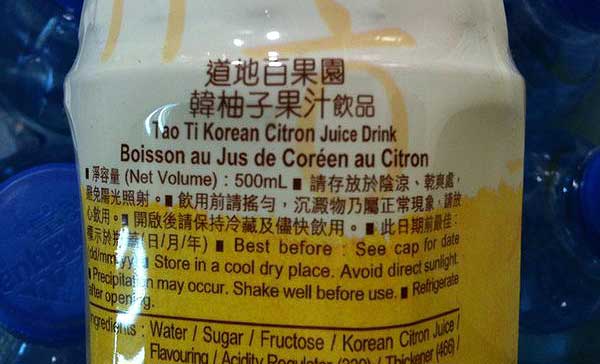 道地百果園
韓柚子果汁飲品
Tao Ti Korean Citron Juice Drink
Boisson au Jus de Coréen au Citron
■ 淨容量 (Net Volume) : 500mL ■ 請存放於陰涼、乾爽處,
避免陽光照射。■ 飲用前請搖勻，沉澱物乃屬正常現象，請放
心飲用。■ 開啟後請保持冷藏及儘快飲用。■ 此日期前最佳：
標示於 (日/月/年) ■ Best before : See cap for date
(dd/mm/yy) ■ Store in a cool dry place. Avoid direct sunlight.
■ Precipitation may occur. Shake well before use. ■ Refrigerate
after opening.
Ingredients : Water / Sugar / Fructose / Korean Citron Juice /
Flavouring / Acidity Regulator (330) / Thickener (466)